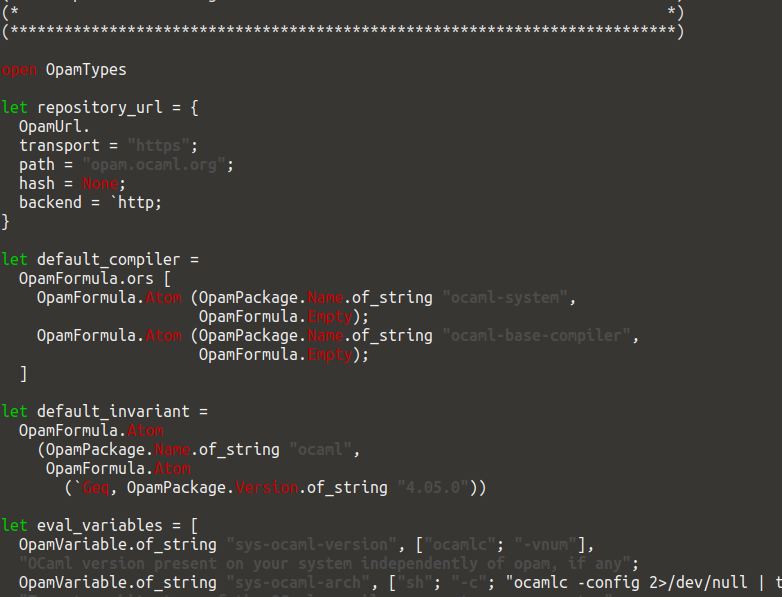 (*                                                                        *)
(**************************************************************************)
open OpamTypes
let repository_url = {
  OpamUrl.
  transport = "https";
  path = "opam.ocaml.org";
  hash = None;
  backend = `http;
}
let default_compiler =
  OpamFormula.ors [
    OpamFormula.Atom (OpamPackage.Name.of_string "ocaml-system",
                      OpamFormula.Empty);
    OpamFormula.Atom (OpamPackage.Name.of_string "ocaml-base-compiler",
                      OpamFormula.Empty);
  ]
let default_invariant =
  OpamFormula.Atom
    (OpamPackage.Name.of_string "ocaml",
     OpamFormula.Atom
       (`Geq, OpamPackage.Version.of_string "4.05.0"))
let eval_variables = [
  OpamVariable.of_string "sys-ocaml-version", ["ocamlc"; "-vnum"],
  "OCaml version present on your system independently of opam, if any";
  OpamVariable.of_string "sys-ocaml-arch", ["sh"; "-c"; "ocamlc -config 2>/dev/null | t